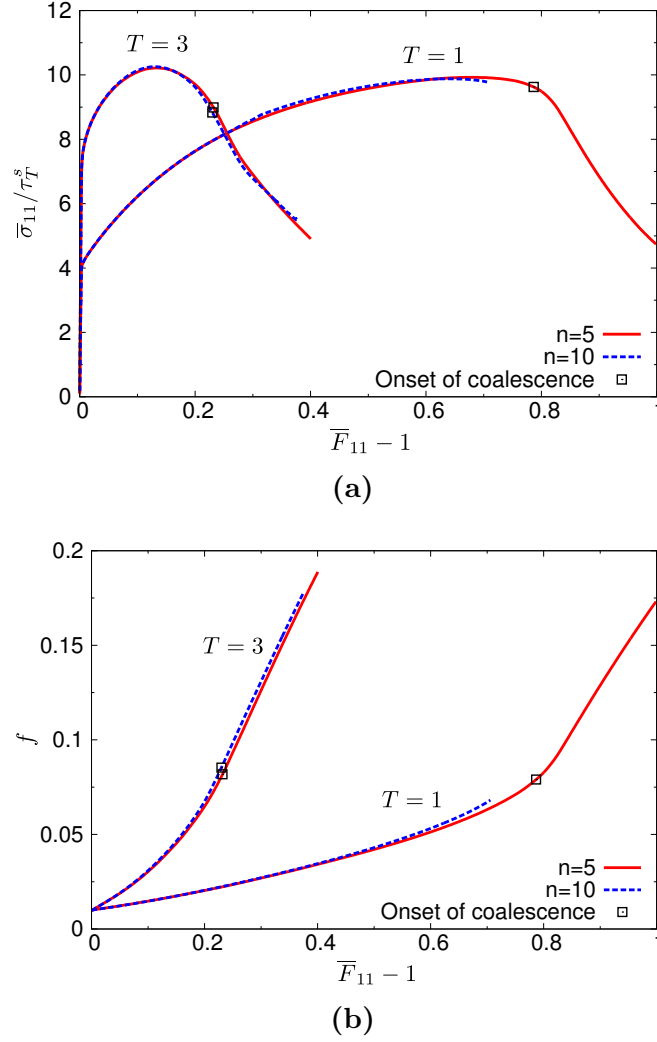 12
10
8
6
4
2
0
σ̅₁₁/τ_T^s
T = 3
T = 1
n=5
n=10
Onset of coalescence
0 0.2 0.4 0.6 0.8
F̅₁₁ − 1
(a)
0.2
0.15
0.1
0.05
0
f
T = 3
T = 1
n=5
n=10
Onset of coalescence
0 0.2 0.4 0.6 0.8
F̅₁₁ − 1
(b)